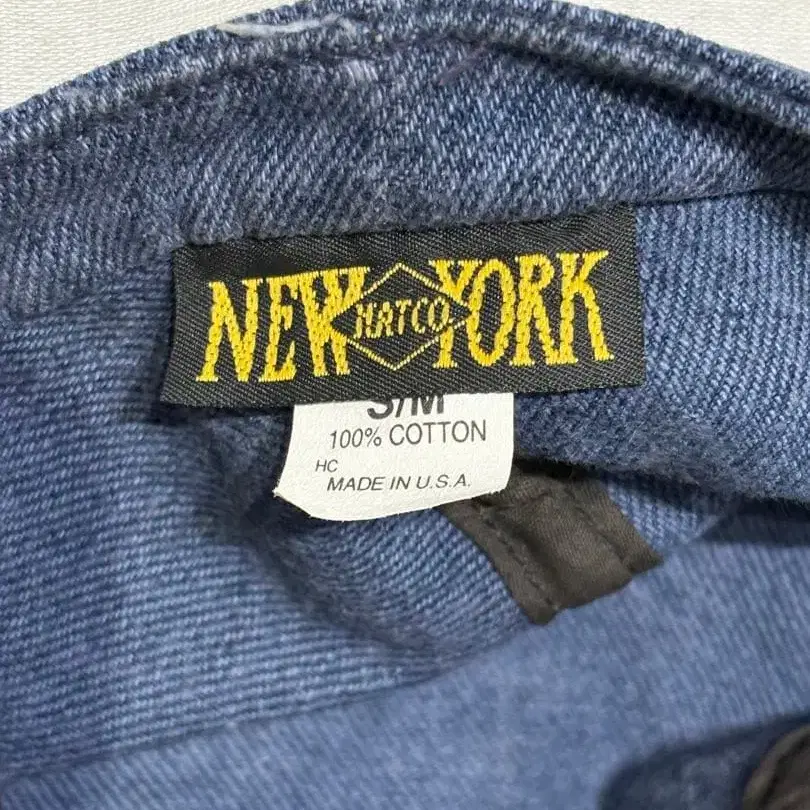 NEW HATCO YORK
S/M
100% COTTON
HC
MADE IN U.S.A.